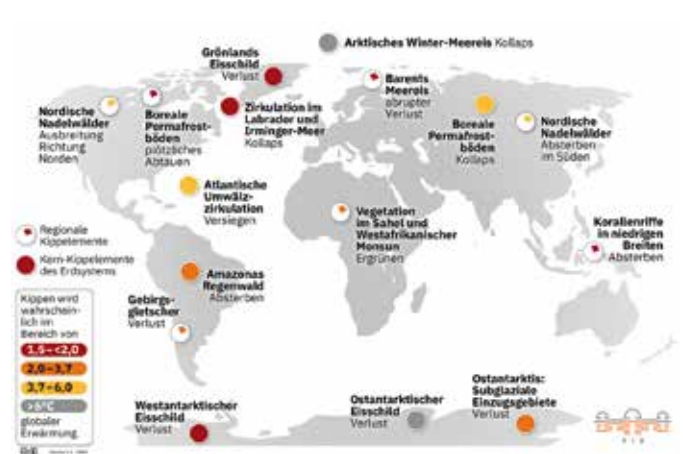 Arktisches Winter-Meereis Kollaps
Grönlands
Eisschild
Verlust
Barents
Meereis
abrupter
Verlust
Nordische
Nadelwälder
Ausbreitung
Richtung
Norden
Boreale
Permafrost-
böden
plötzliches
Abtauen
Zirkulation im
Labrador und
Irminger-Meer
Kollaps
Boreale
Permafrost-
böden
Kollaps
Nordische
Nadelwälder
Absterben
im Süden
Atlantische
Umwälz-
zirkulation
Versiegen
Vegetation
im Sahel und
Westafrikanischer
Monsun
Ergrünen
Korallenriffe
in niedrigen
Breiten
Absterben
Regionale
Kippelemente
Kern-Kippelemente
des Erdsystems
Amazonas
Regenwald
Absterben
Gebirgs-
gletscher
Verlust
Kippen wird
wahrschein-
lich im
Bereich von
1,5–<2,0
2,0–3,7
3,7–6,0
>6°C
globaler
Erwärmung
Westantarktischer
Eisschild
Verlust
Ostantarktischer
Eisschild
Verlust
Ostantarktis:
Subglaziale
Einzugsgebiete
Verlust
P I K